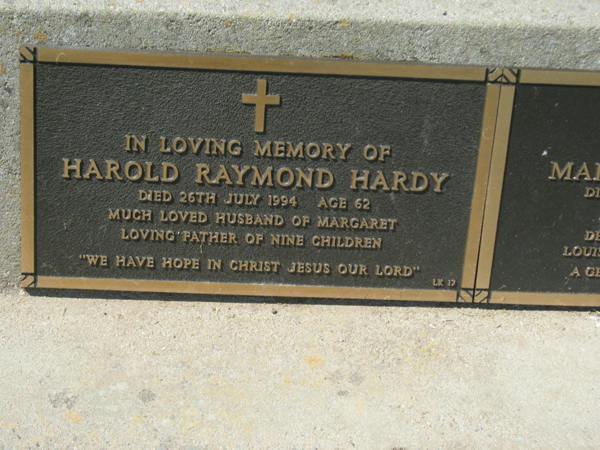 IN LOVING MEMORY OF
HAROLD RAYMOND HARDY
DIED 26TH JULY 1994 AGE 62
MUCH LOVED HUSBAND OF MARGARET
LOVING FATHER OF NINE CHILDREN
"WE HAVE HOPE IN CHRIST JESUS OUR LORD"
LK 17